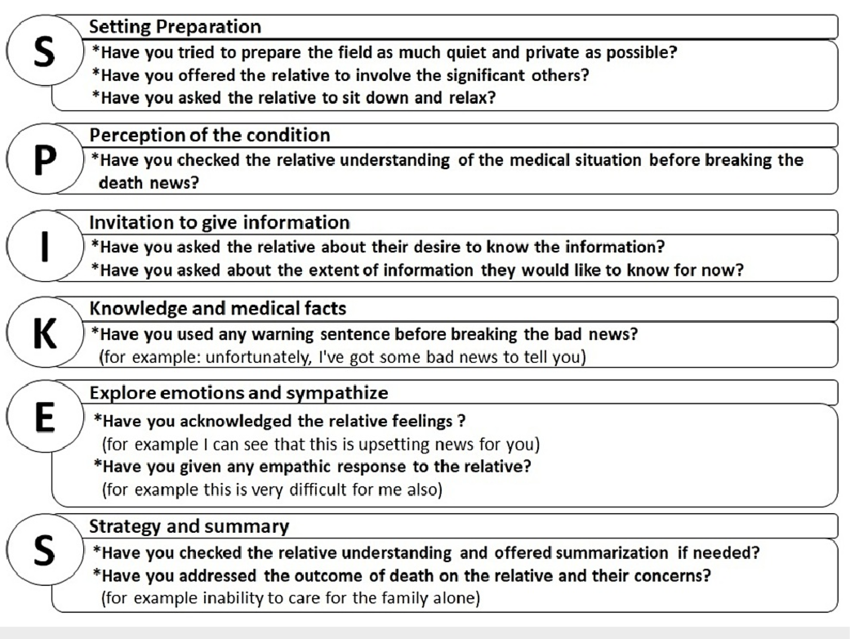 S
Setting Preparation
*Have you tried to prepare the field as much quiet and private as possible?
*Have you offered the relative to involve the significant others?
*Have you asked the relative to sit down and relax?
P
Perception of the condition
*Have you checked the relative understanding of the medical situation before breaking the
death news?
I
Invitation to give information
*Have you asked the relative about their desire to know the information?
*Have you asked about the extent of information they would like to know for now?
K
Knowledge and medical facts
*Have you used any warning sentence before breaking the bad news?
(for example: unfortunately, I've got some bad news to tell you)
E
Explore emotions and sympathize
*Have you acknowledged the relative feelings ?
(for example I can see that this is upsetting news for you)
*Have you given any empathic response to the relative?
(for example this is very difficult for me also)
S
Strategy and summary
*Have you checked the relative understanding and offered summarization if needed?
*Have you addressed the outcome of death on the relative and their concerns?
(for example inability to care for the family alone)